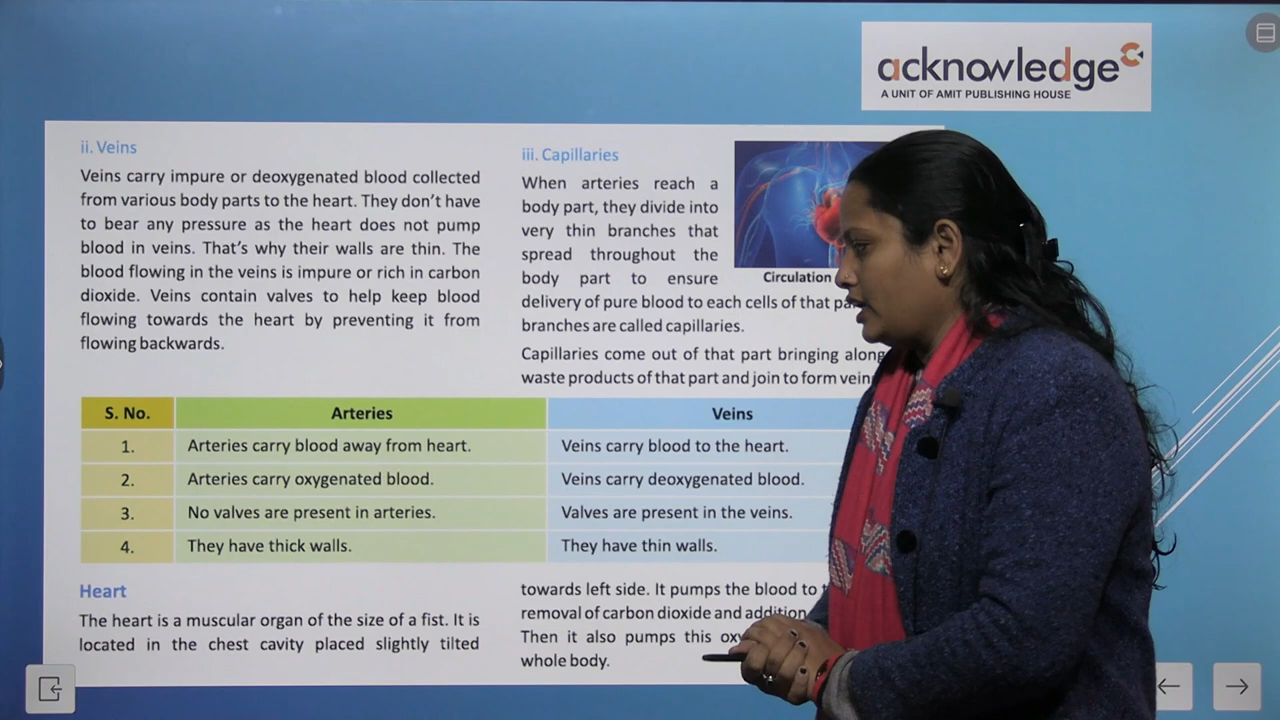 acknowledge
A UNIT OF AMIT PUBLISHING HOUSE
ii. Veins
Veins carry impure or deoxygenated blood collected
from various body parts to the heart. They don't have
to bear any pressure as the heart does not pump
blood in veins. That's why their walls are thin. The
blood flowing in the veins is impure or rich in carbon
dioxide. Veins contain valves to help keep blood
flowing towards the heart by preventing it from
flowing backwards.
iii. Capillaries
When arteries reach a
body part, they divide into
very thin branches that
spread throughout the
body part to ensure
delivery of pure blood to each cells of that
branches are called capillaries.
Capillaries come out of that part bringing along
waste products of that part and join to form
Circulation
S. No. Arteries Veins
1. Arteries carry blood away from heart. Veins carry blood to the heart.
2. Arteries carry oxygenated blood. Veins carry deoxygenated blood.
3. No valves are present in arteries. Valves are present in the veins.
4. They have thick walls. They have thin walls.
Heart
The heart is a muscular organ of the size of a fist. It is
located in the chest cavity placed slightly tilted
towards left side. It pumps the blood to
removal of carbon dioxide and addition
Then it also pumps this
whole body.